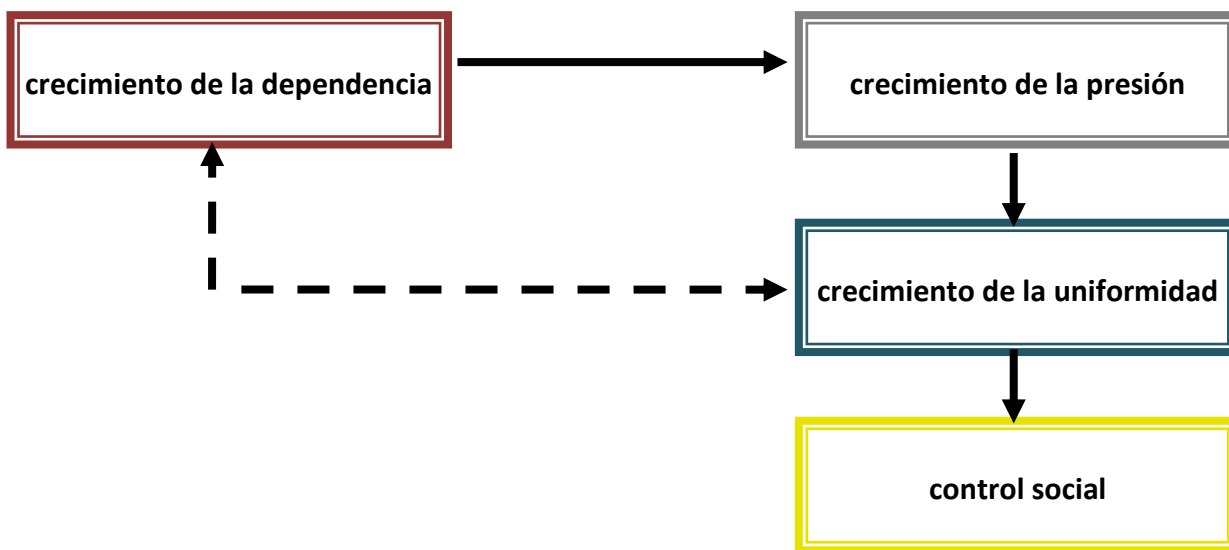 crecimiento de la dependencia
crecimiento de la presión
crecimiento de la uniformidad
control social